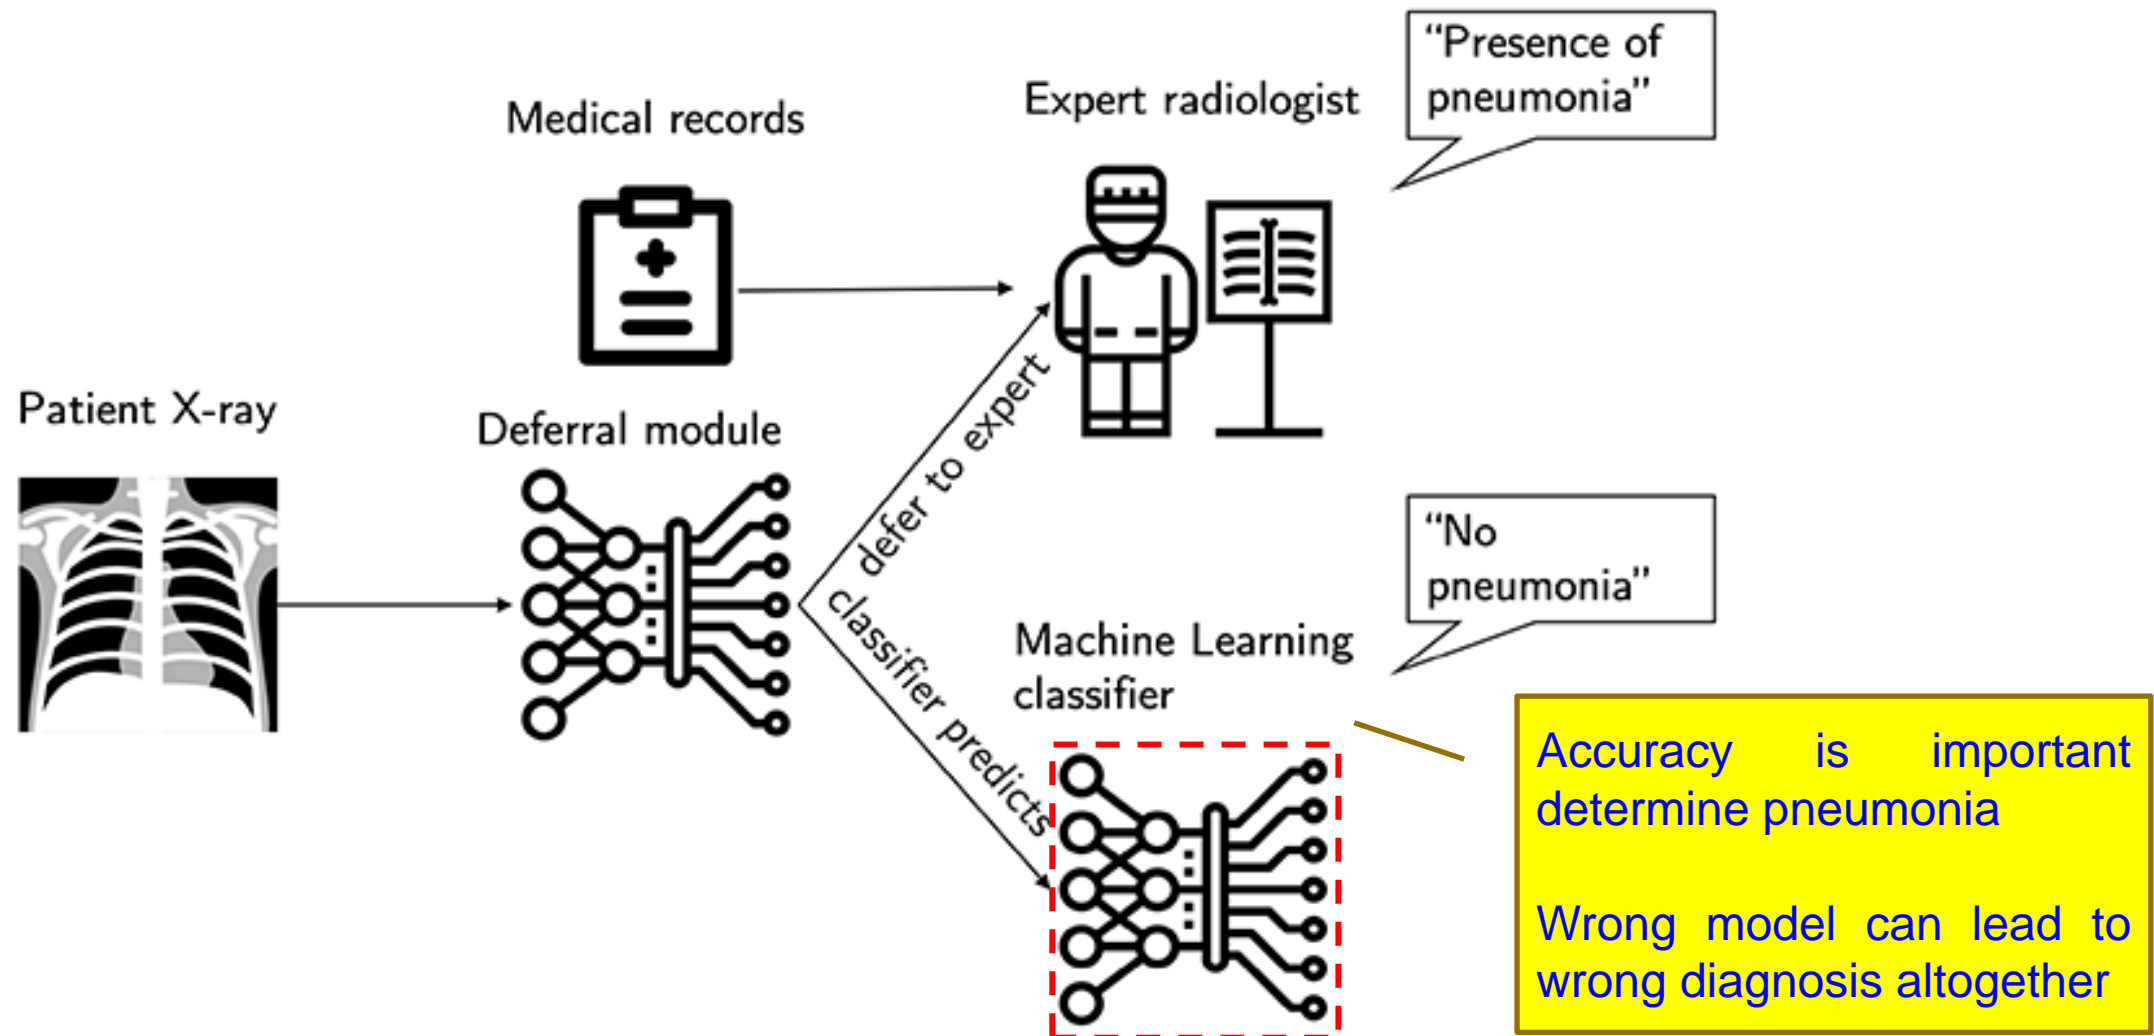 Patient X-ray
Medical records
Deferral module
defer to expert
classifier predicts
Expert radiologist
“Presence of
pneumonia”
Machine Learning
classifier
“No
pneumonia”
Accuracy is important
determine pneumonia
Wrong model can lead to
wrong diagnosis altogether